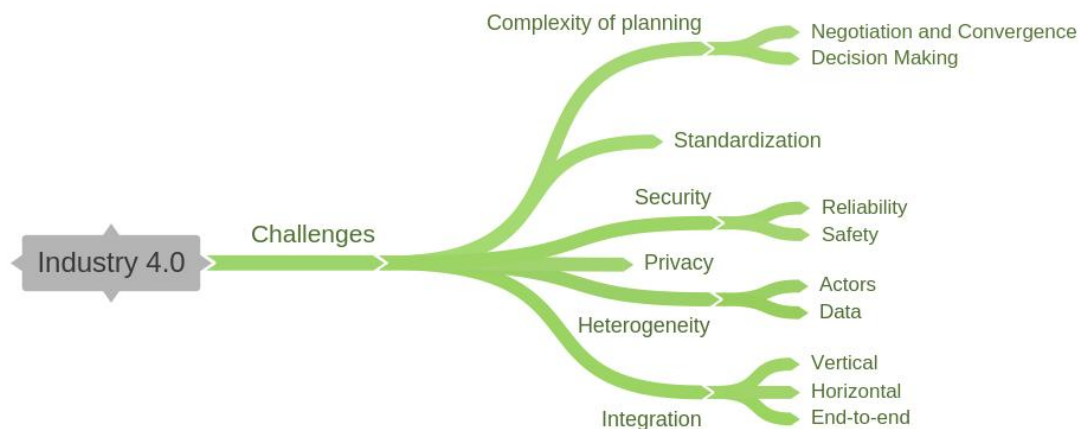 Industry 4.0
Challenges
Complexity of planning
Negotiation and Convergence
Decision Making
Standardization
Security
Reliability
Safety
Privacy
Heterogeneity
Actors
Data
Integration
Vertical
Horizontal
End-to-end